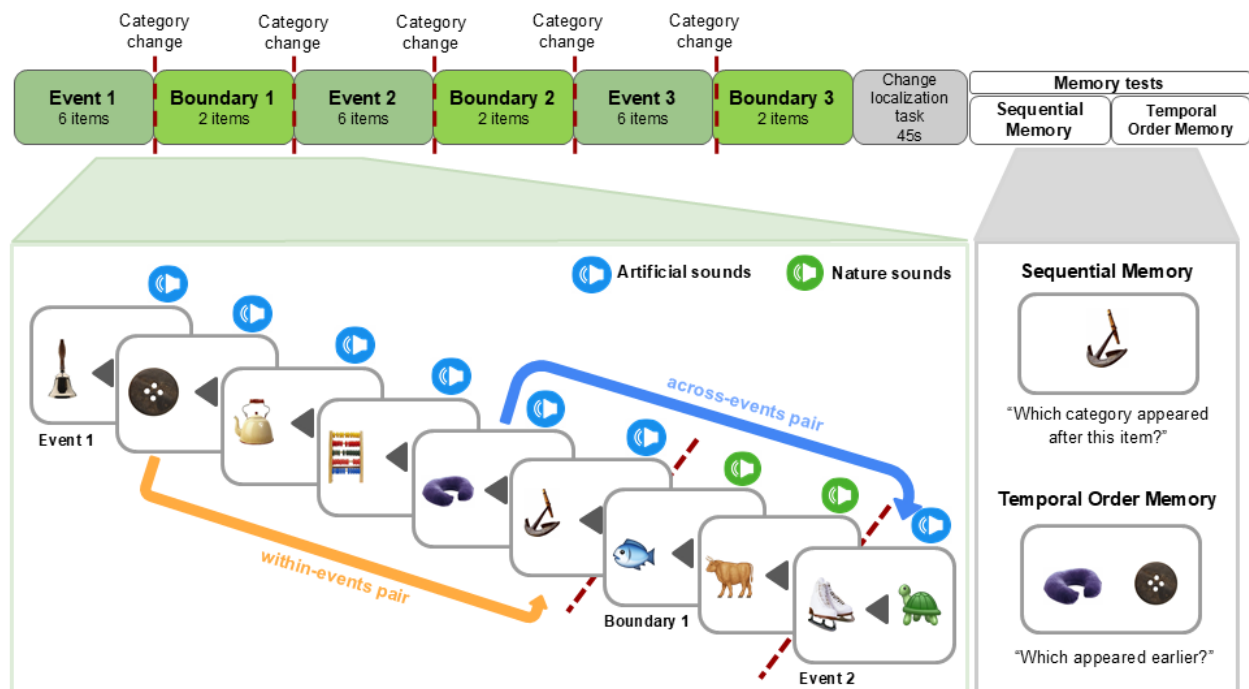 Category
change
Category
change
Category
change
Category
change
Category
change
Event 1
6 items
Boundary 1
2 items
Event 2
6 items
Boundary 2
2 items
Event 3
6 items
Boundary 3
2 items
Change
localization
task
45s
Memory tests
Sequential
Memory
Temporal
Order Memory
Artificial sounds
Nature sounds
across-events pair
within-events pair
Event 1
Boundary 1
Event 2
Sequential Memory
“Which category appeared
after this item?”
Temporal Order Memory
“Which appeared earlier?”